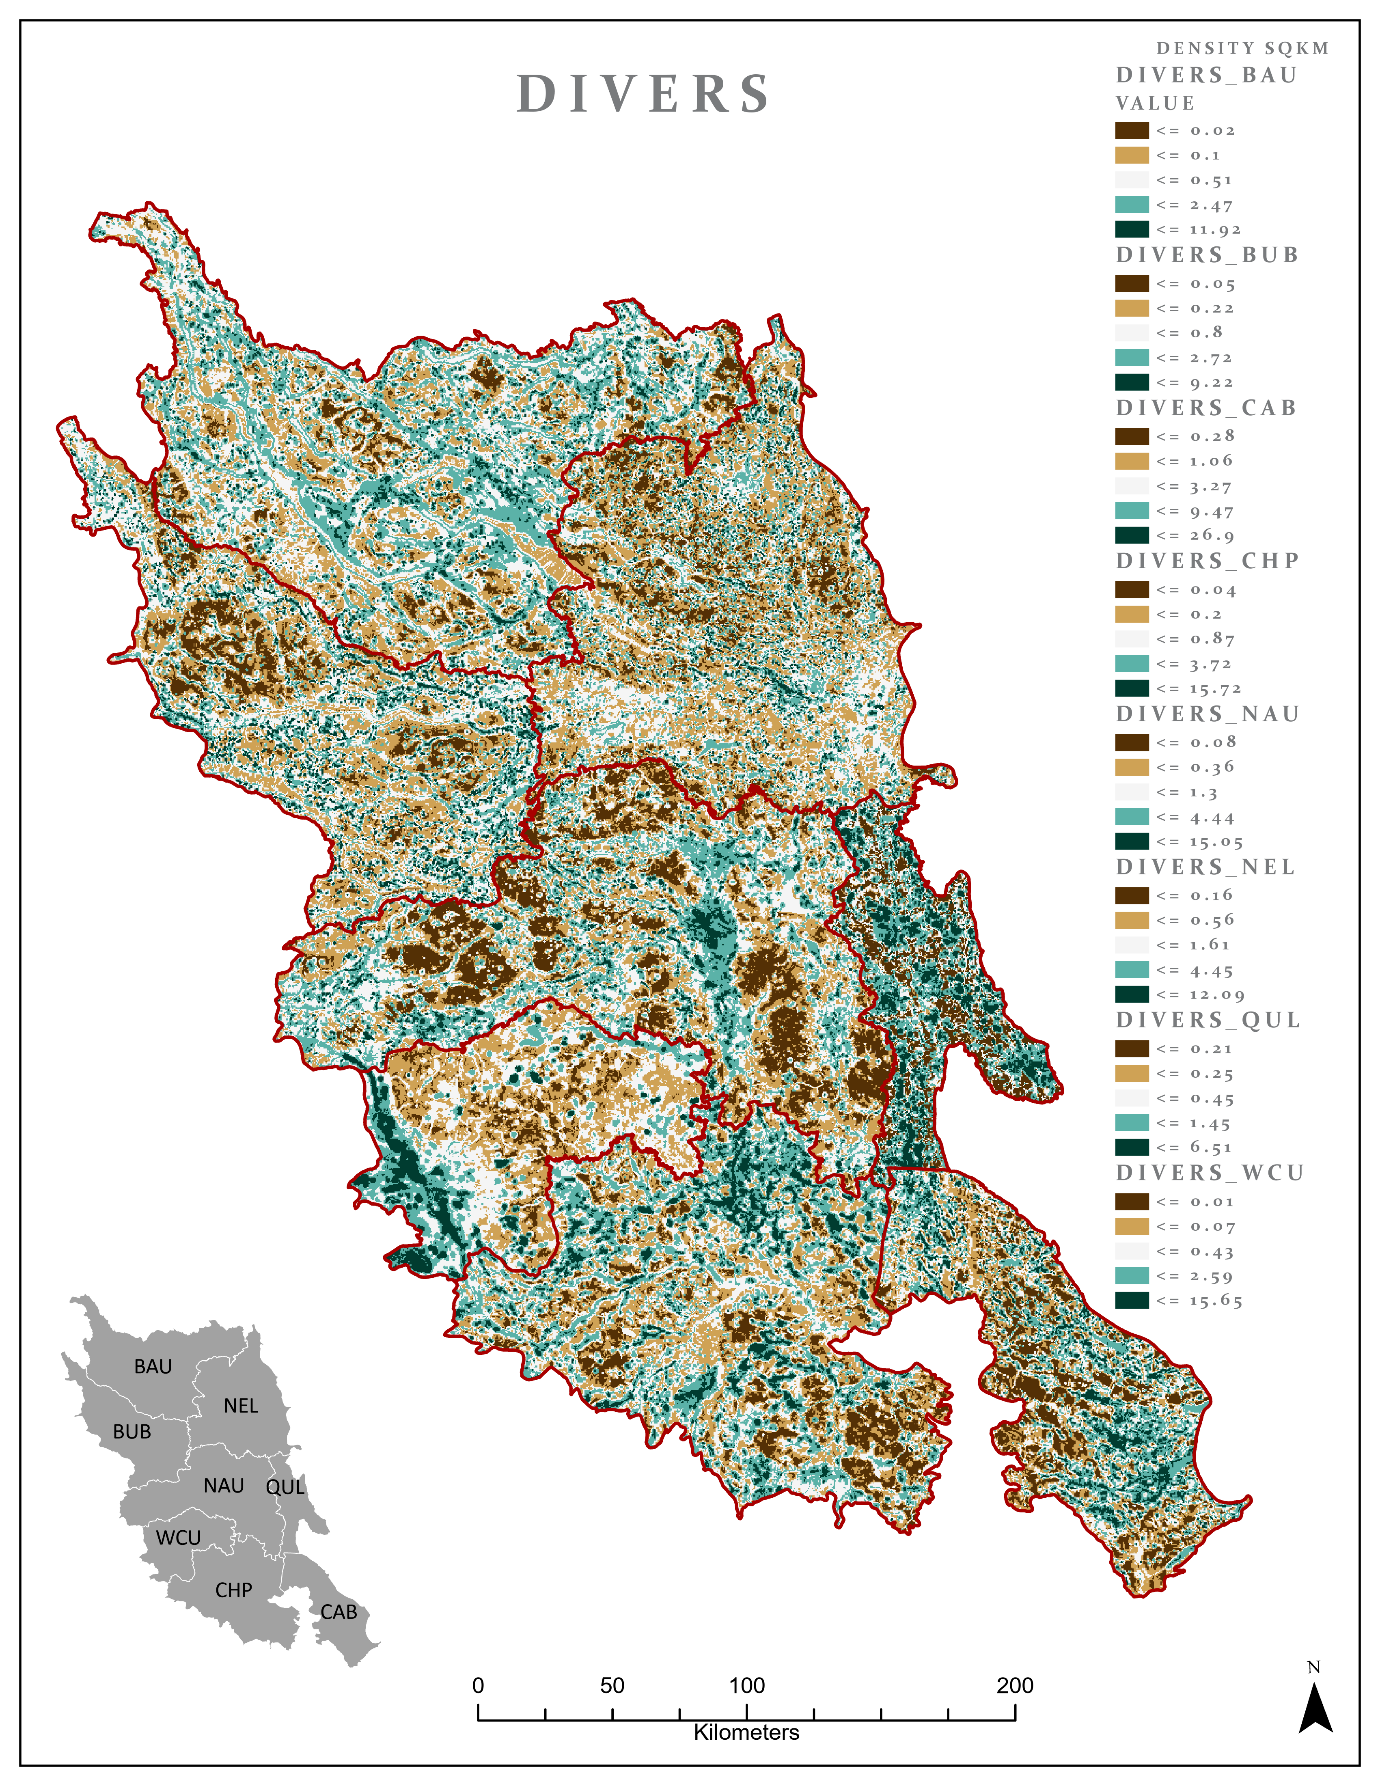 DIVERS
DENSITY SQKM
DIVERS_BAU
VALUE
<= 0.02
<= 0.1
<= 0.51
<= 2.47
<= 11.92
DIVERS_BUB
<= 0.05
<= 0.22
<= 0.8
<= 2.72
<= 9.22
DIVERS_CAB
<= 0.28
<= 1.06
<= 3.27
<= 9.47
<= 26.9
DIVERS_CHP
<= 0.04
<= 0.2
<= 0.87
<= 3.72
<= 15.72
DIVERS_NAU
<= 0.08
<= 0.36
<= 1.3
<= 4.44
<= 15.05
DIVERS_NEL
<= 0.16
<= 0.56
<= 1.61
<= 4.45
<= 12.09
DIVERS_QUL
<= 0.21
<= 0.25
<= 0.45
<= 1.45
<= 6.51
DIVERS_WCU
<= 0.01
<= 0.07
<= 0.43
<= 2.59
<= 15.65
BAU
NEL
BUB
NAU QUL
WCU
CHP
CAB
0 50 100 200
Kilometers
N